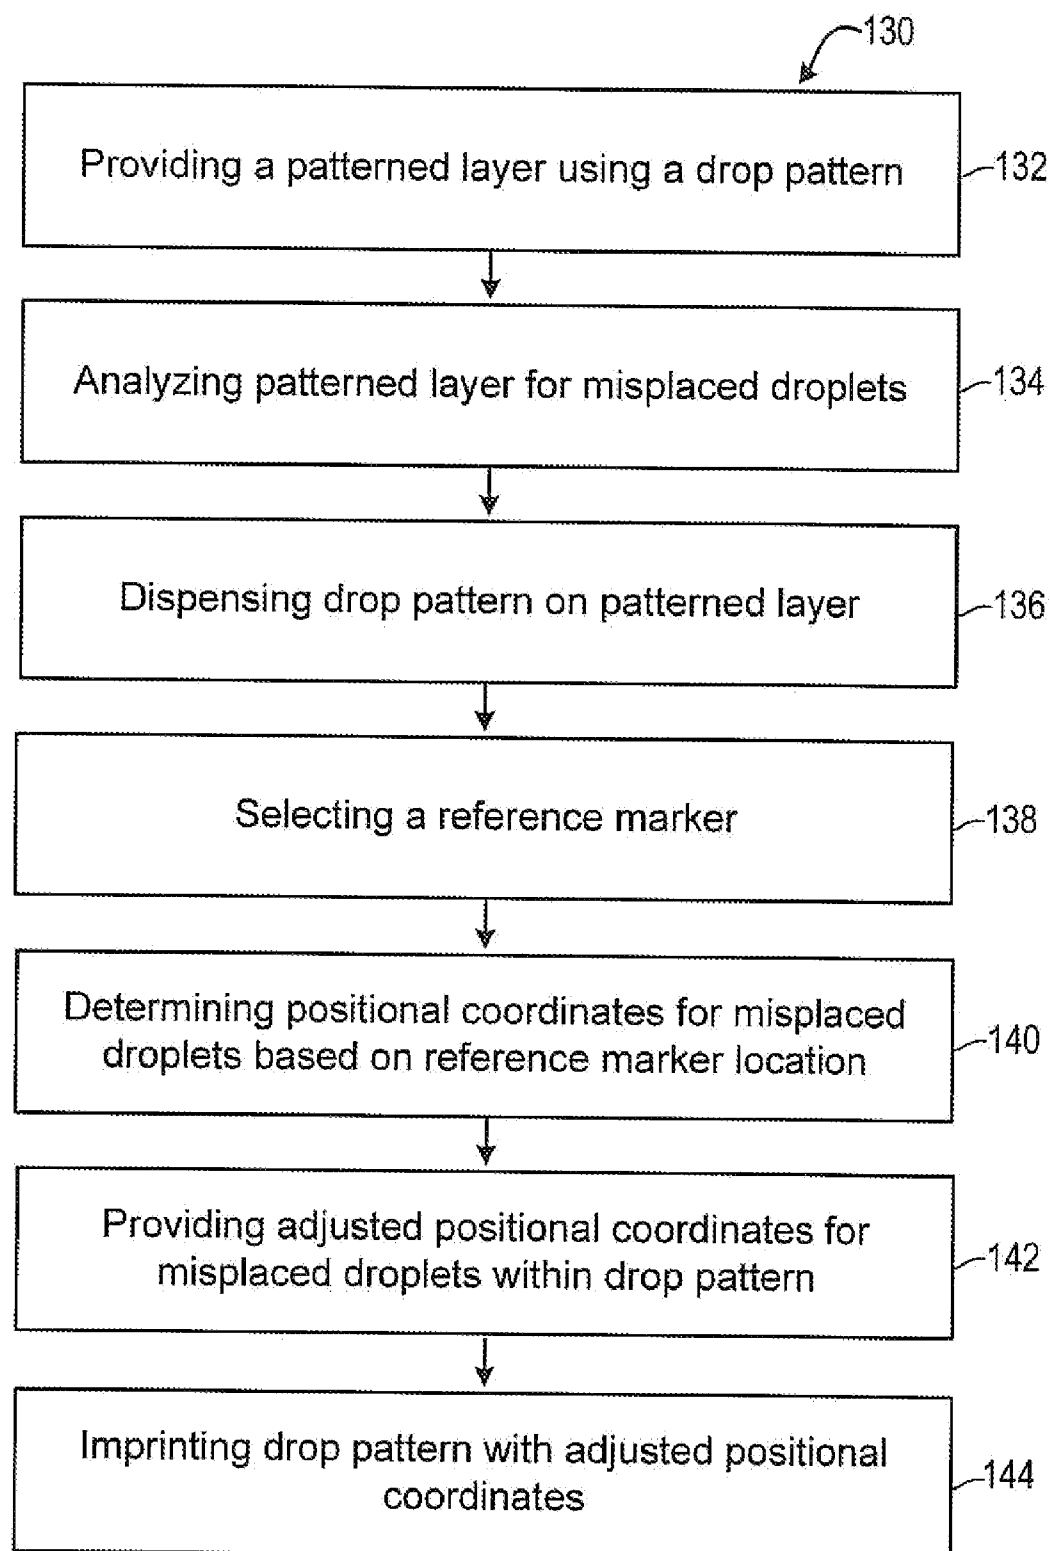 130
Providing a patterned layer using a drop pattern
132
Analyzing patterned layer for misplaced droplets
134
Dispensing drop pattern on patterned layer
136
Selecting a reference marker
138
Determining positional coordinates for misplaced
droplets based on reference marker location
140
Providing adjusted positional coordinates for
misplaced droplets within drop pattern
142
Imprinting drop pattern with adjusted positional
coordinates
144